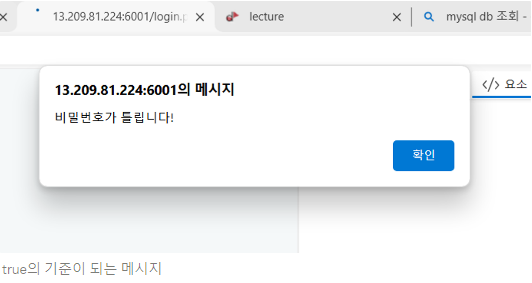 13.209.81.224:6001/login.p
lecture
mysql db 조회 -
13.209.81.224:6001의 메시지
비밀번호가 틀립니다!
요소
확인
true의 기준이 되는 메시지